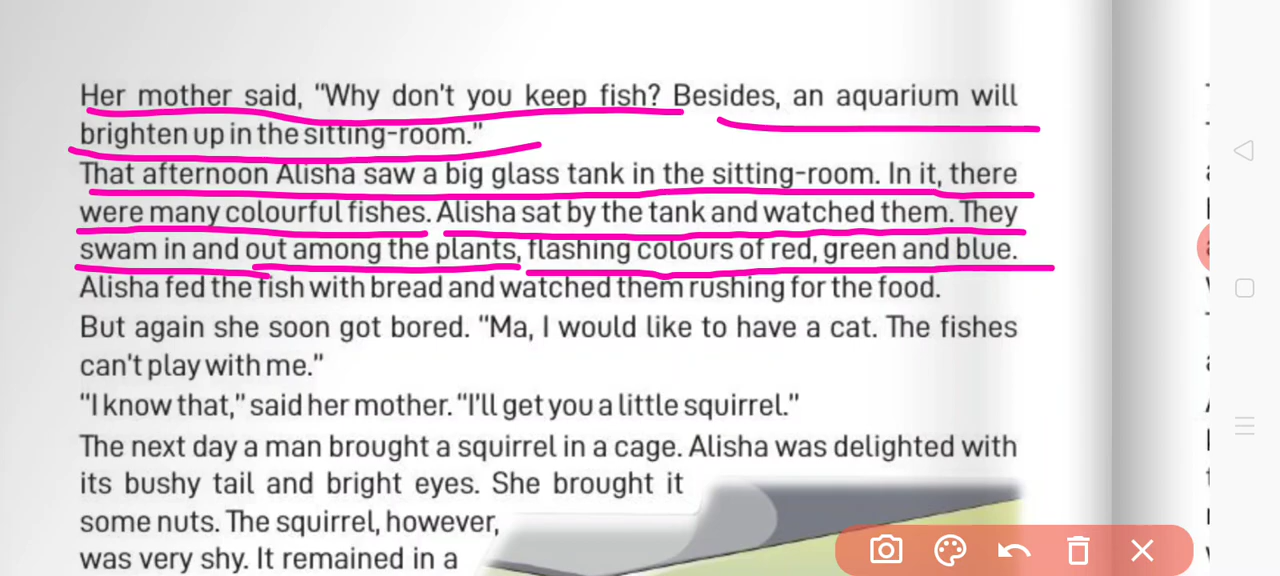 Her mother said, “Why don't you keep fish? Besides, an aquarium will
brighten up in the sitting-room.”
That afternoon Alisha saw a big glass tank in the sitting-room. In it, there
were many colourful fishes. Alisha sat by the tank and watched them. They
swam in and out among the plants, flashing colours of red, green and blue.
Alisha fed the fish with bread and watched them rushing for the food.
But again she soon got bored. “Ma, I would like to have a cat. The fishes
can't play with me.”
“I know that,” said her mother. “I'll get you a little squirrel.”
The next day a man brought a squirrel in a cage. Alisha was delighted with
its bushy tail and bright eyes. She brought it
some nuts. The squirrel, however,
was very shy. It remained in a